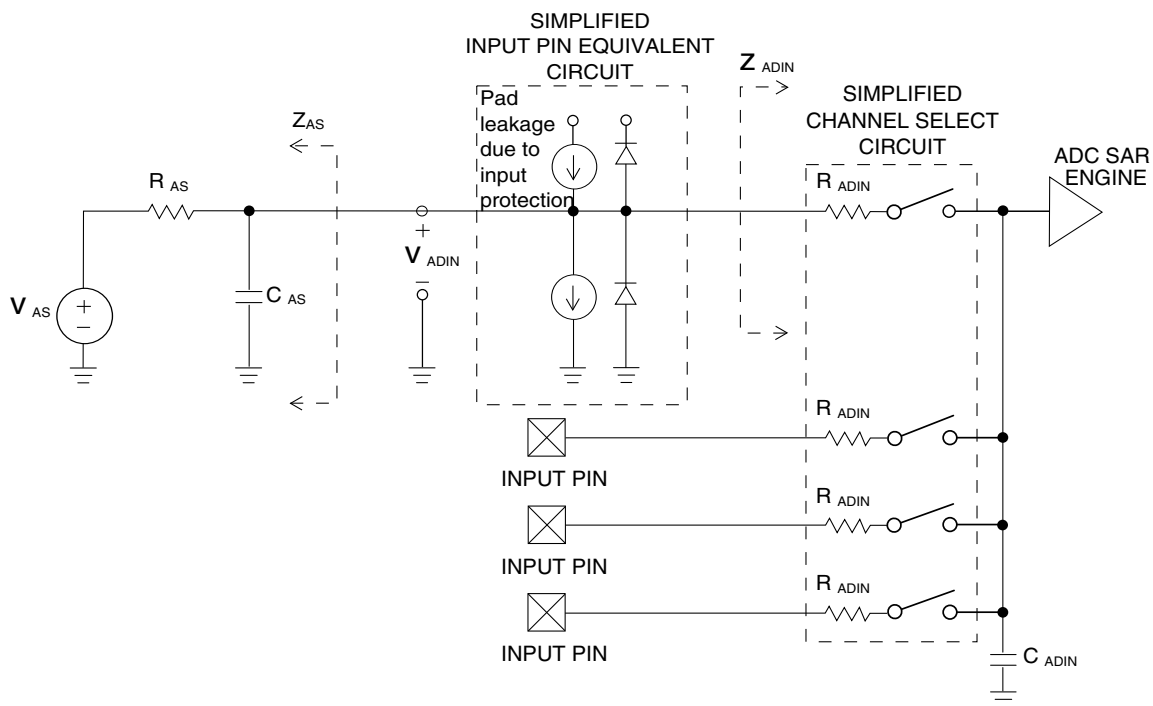 SIMPLIFIED
INPUT PIN EQUIVALENT
CIRCUIT
Pad
leakage
due to
input
protection
Z ADIN
SIMPLIFIED
CHANNEL SELECT
CIRCUIT
ADC SAR
ENGINE
ZAS
R AS
R ADIN
+
V ADIN
−
C AS
V AS
+
−
R ADIN
INPUT PIN
R ADIN
INPUT PIN
R ADIN
INPUT PIN
C ADIN